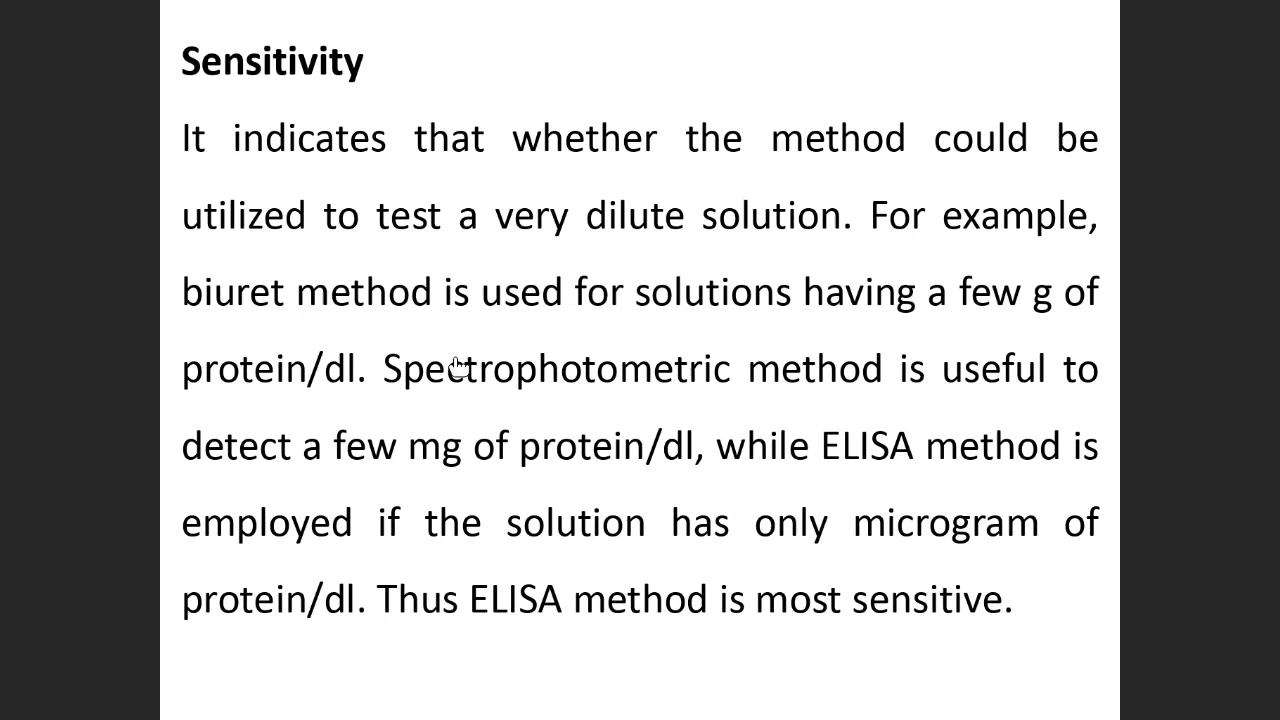 Sensitivity
It indicates that whether the method could be
utilized to test a very dilute solution. For example,
biuret method is used for solutions having a few g of
protein/dl. Spectrophotometric method is useful to
detect a few mg of protein/dl, while ELISA method is
employed if the solution has only microgram of
protein/dl. Thus ELISA method is most sensitive.